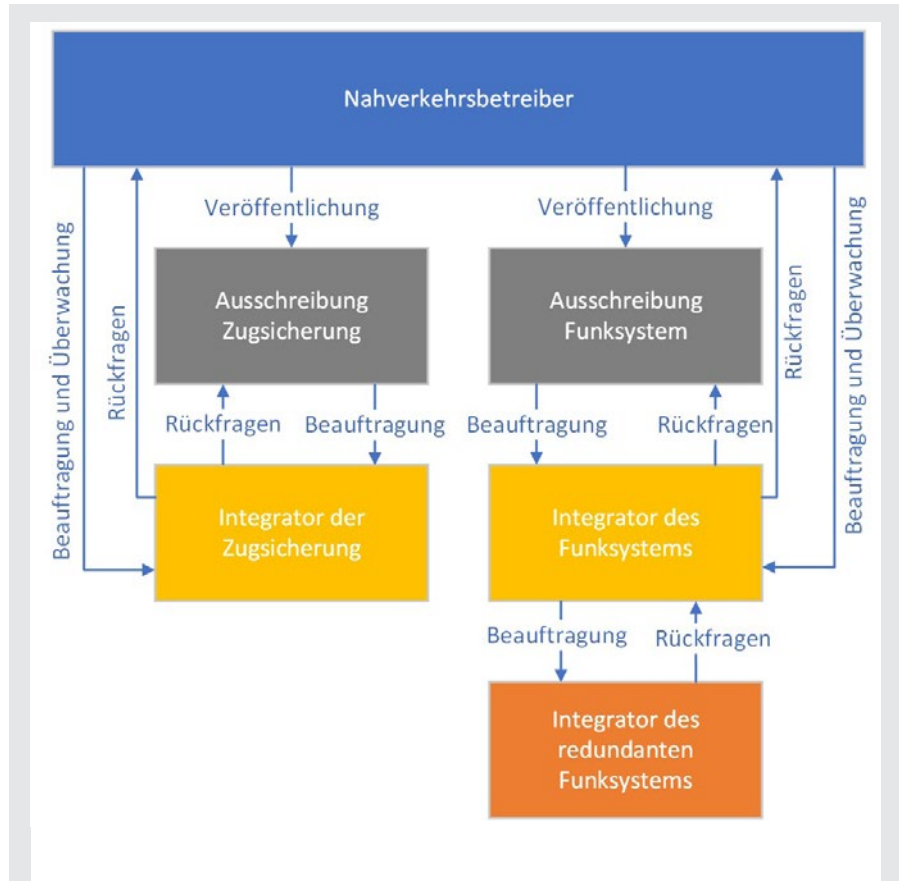 Nahverkehrsbetreiber
Veröffentlichung
Veröffentlichung
Beauftragung und Überwachung
Rückfragen
Ausschreibung
Zugsicherung
Ausschreibung
Funksystem
Rückfragen
Beauftragung und Überwachung
Rückfragen
Beauftragung
Beauftragung
Rückfragen
Integrator der
Zugsicherung
Integrator des
Funksystems
Beauftragung
Rückfragen
Integrator des
redundanten
Funksystems